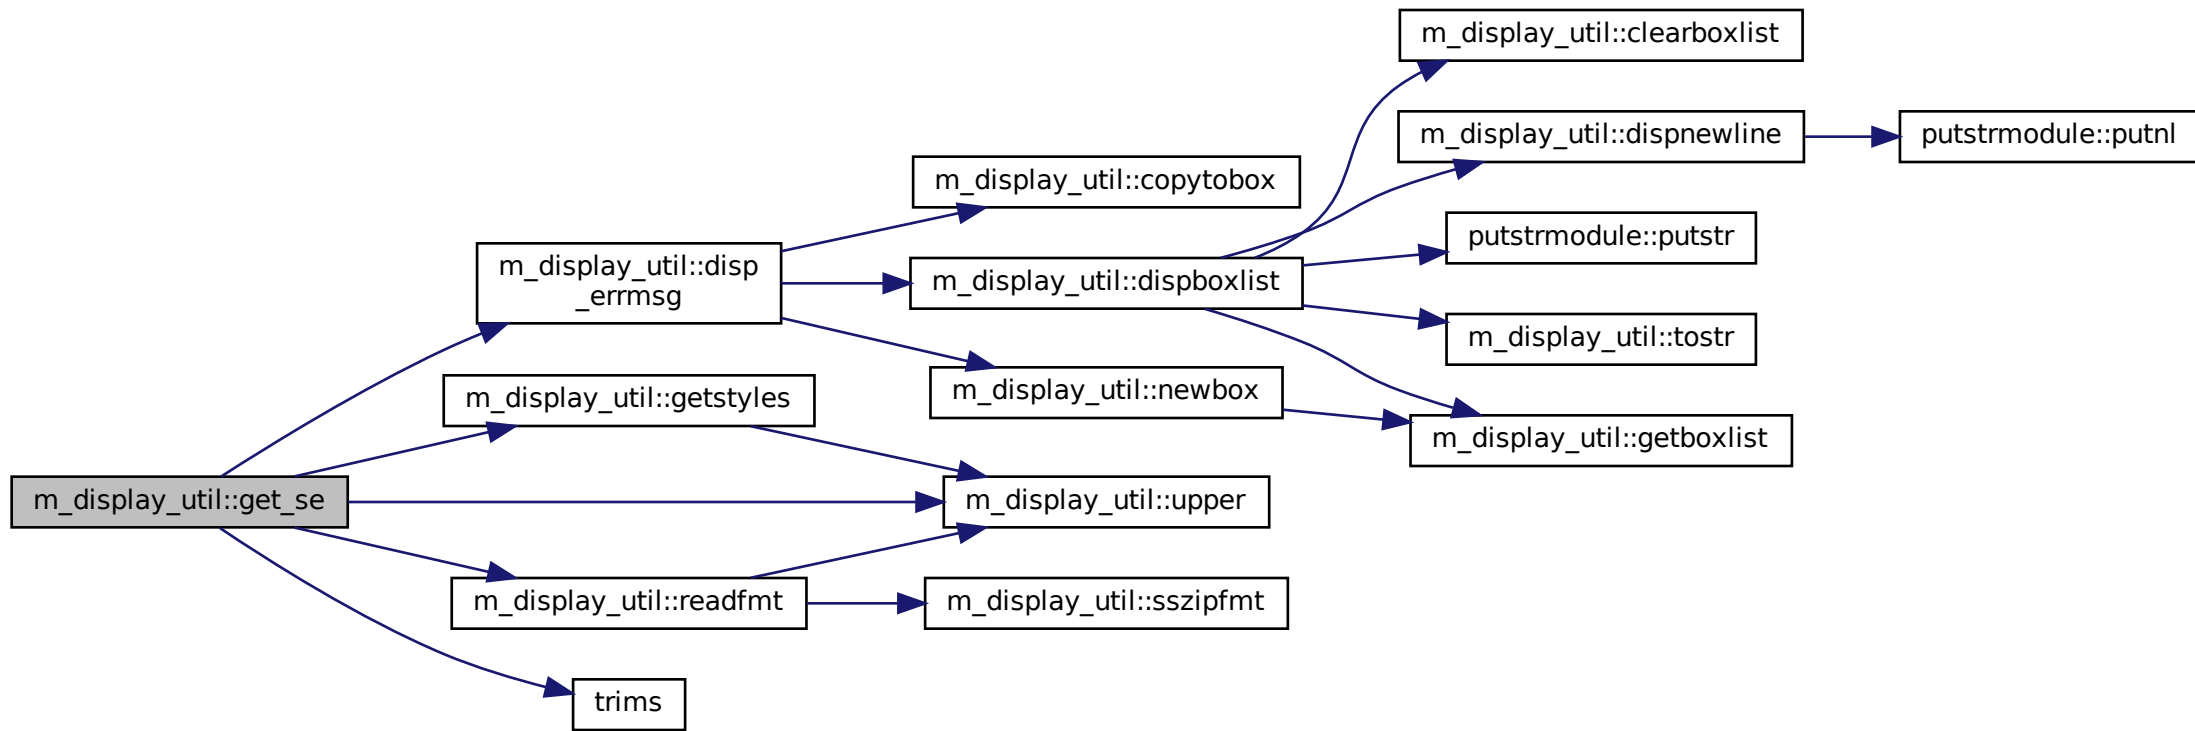 m_display_util::clearboxlist
m_display_util::dispnewline
putstrmodule::putnl
m_display_util::copytobox
putstrmodule::putstr
m_display_util::disp
_errmsg
m_display_util::dispboxlist
m_display_util::tostr
m_display_util::getstyles
m_display_util::newbox
m_display_util::getboxlist
m_display_util::get_se
m_display_util::upper
m_display_util::readfmt
m_display_util::sszipfmt
trims